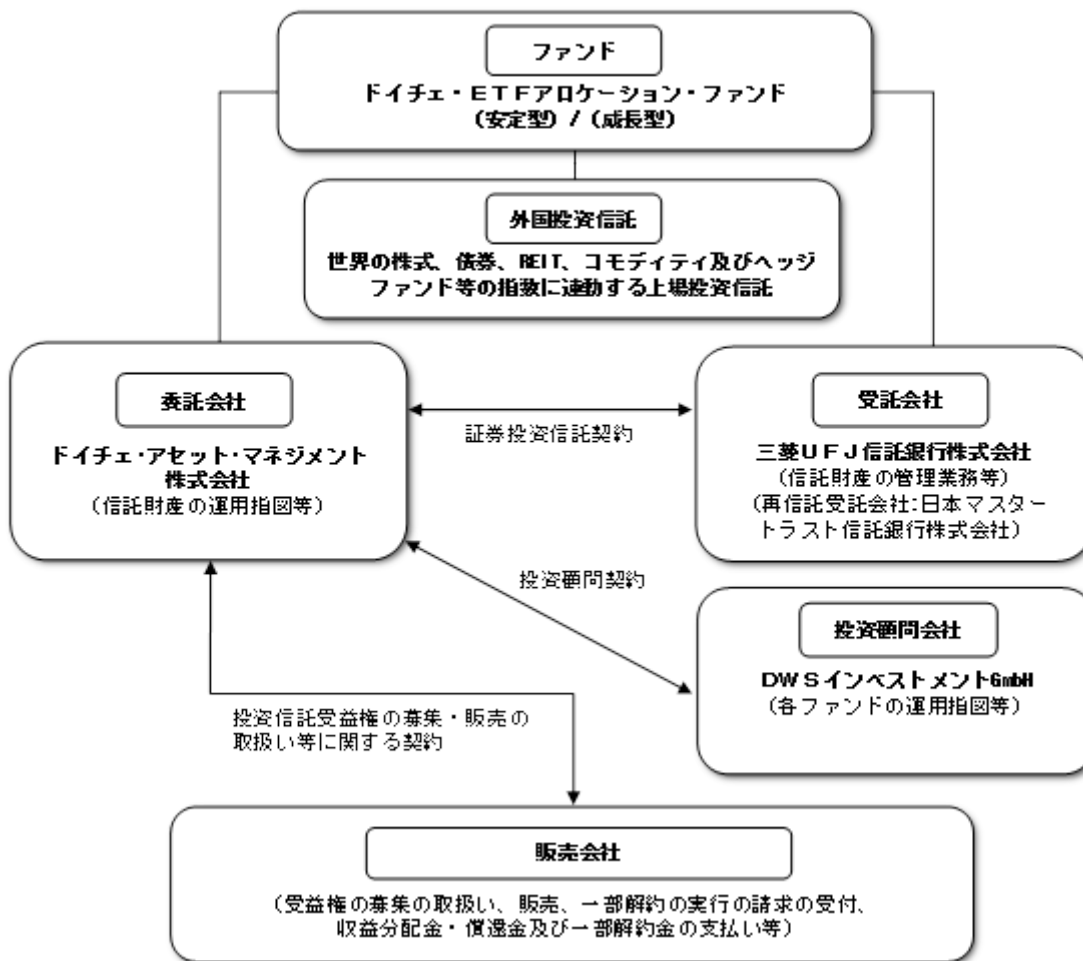 ファンド
ドイチェ・ＥＴＦアロケーション・ファンド
(安定型) / (成長型)
外国投資信託
世界の株式、債券、REIT、コモディティ及びヘッジ
ファンド等の指数に連動する上場投資信託
委託会社
ドイチェ・アセット・マネジメント
株式会社
(信託財産の運用指図等)
証券投資信託契約
受託会社
三菱ＵＦＪ信託銀行株式会社
(信託財産の管理業務等)
(再信託受託会社:日本マスター
トラスト信託銀行株式会社)
投資顧問契約
投資顧問会社
ＤＷＳインベストメントGmbH
(各ファンドの運用指図等)
投資信託受益権の募集・販売の
取扱い等に関する契約
販売会社
(受益権の募集の取扱い、販売、一部解約の実行の請求の受付、
収益分配金・償還金及び一部解約金の支払い等)